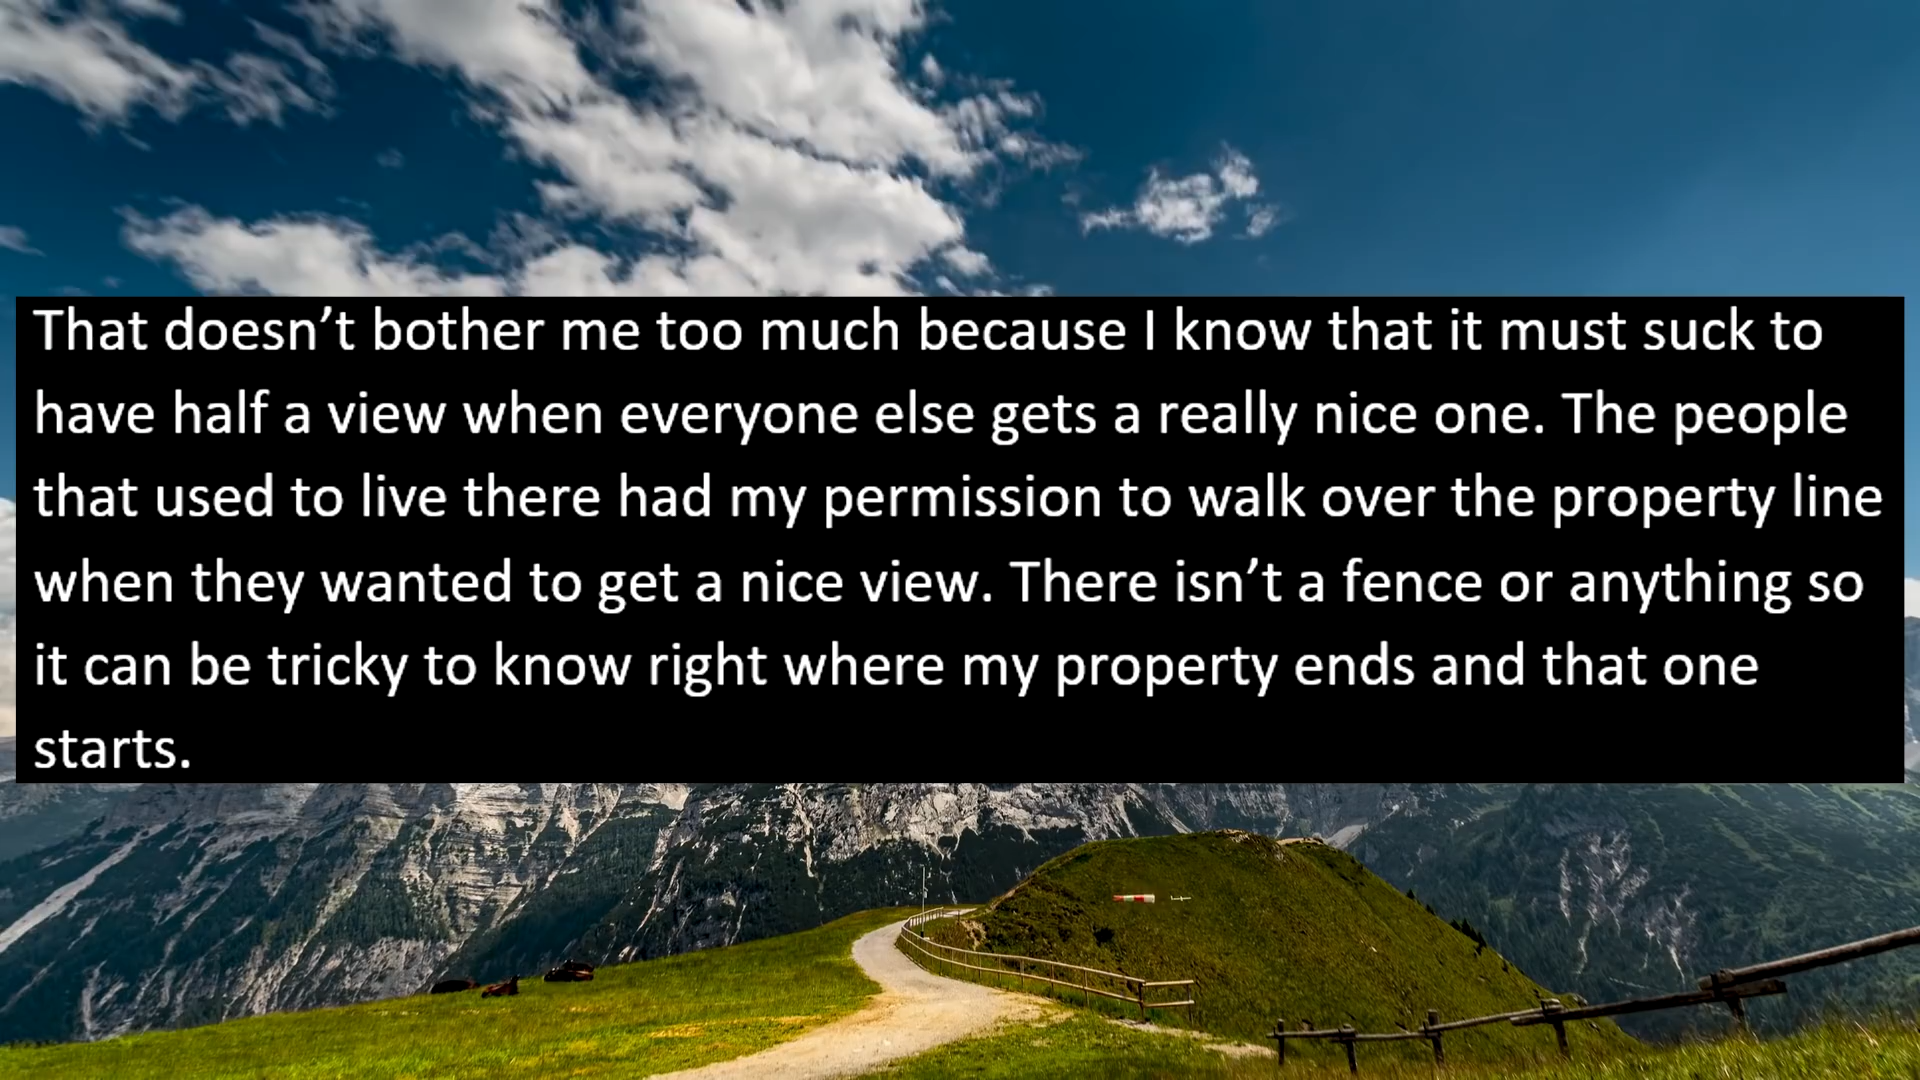 That doesn’t bother me too much because I know that it must suck to
have half a view when everyone else gets a really nice one. The people
that used to live there had my permission to walk over the property line
when they wanted to get a nice view. There isn’t a fence or anything so
it can be tricky to know right where my property ends and that one
starts.